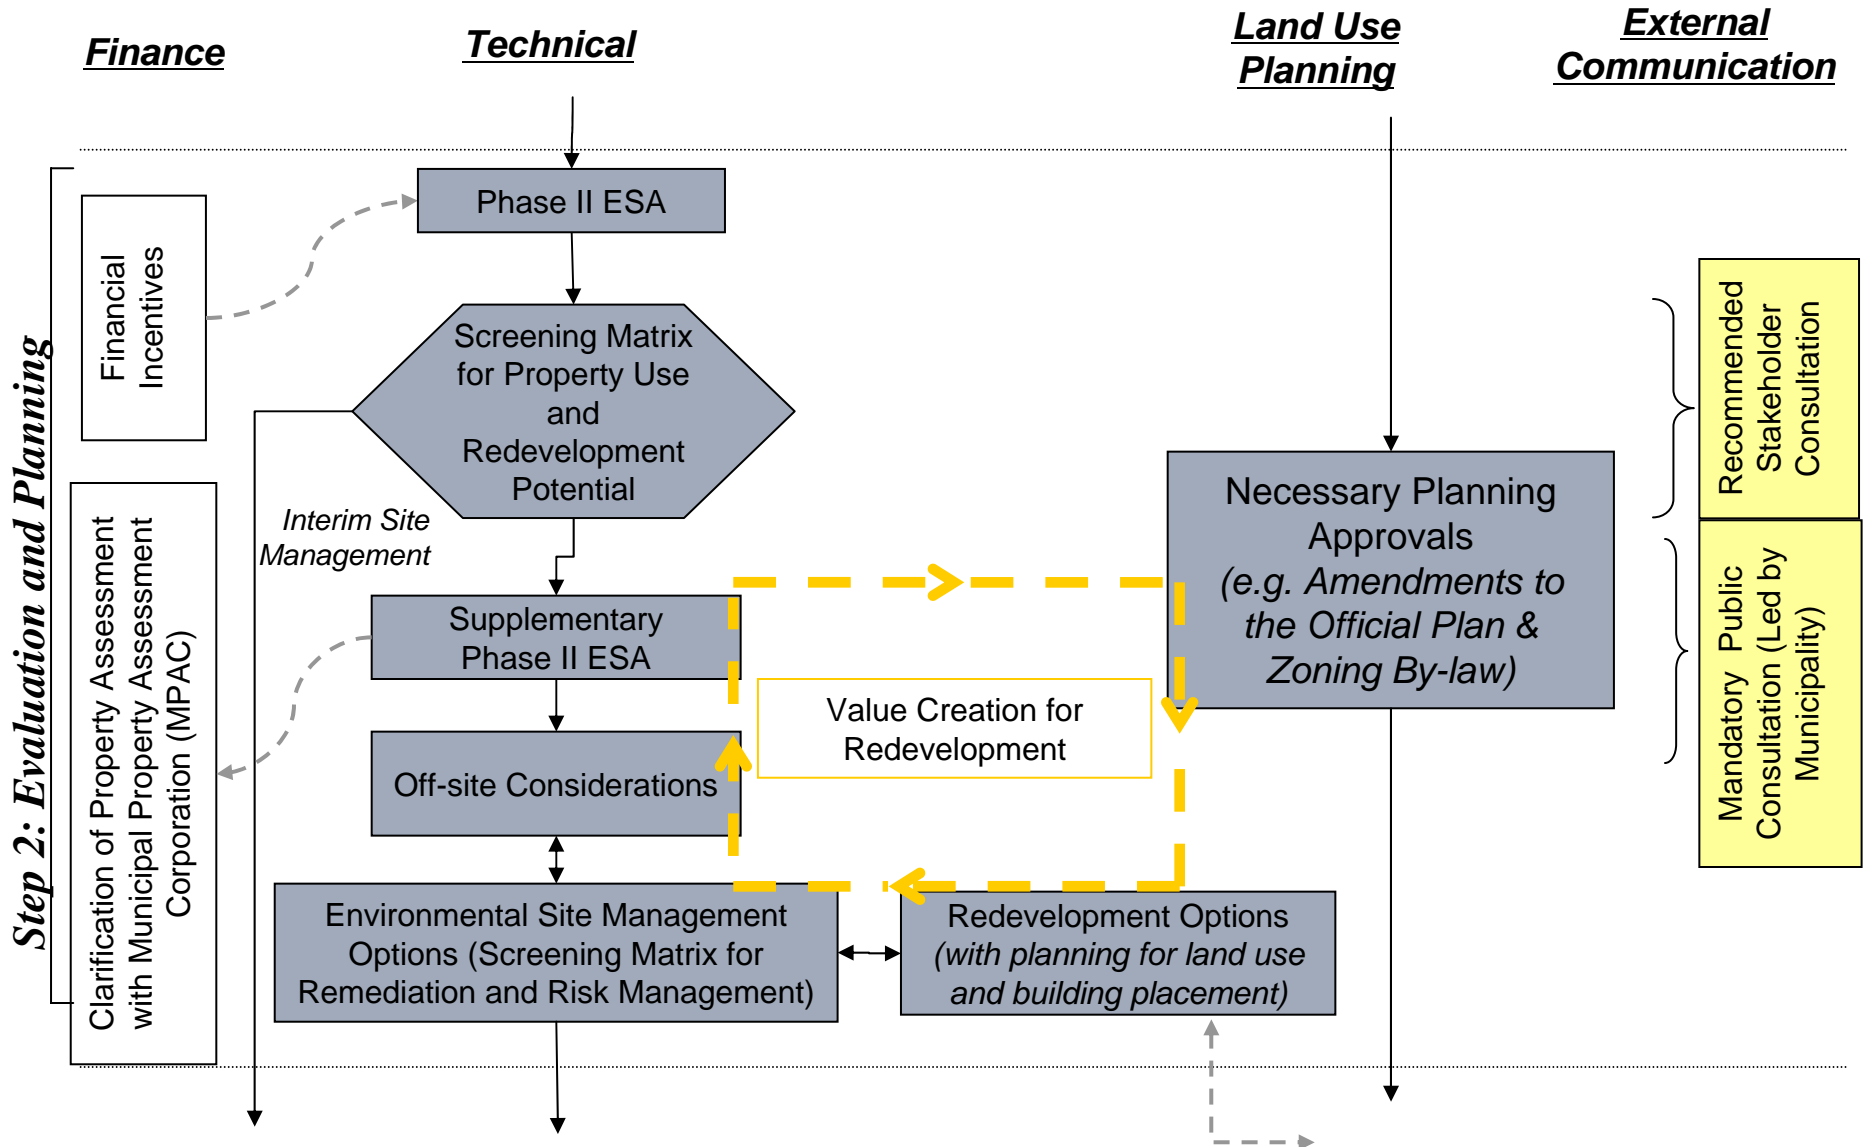 Finance
Technical
Land Use
Planning
External
Communication
Step 2: Evaluation and Planning
Financial
Incentives
Clarification of Property Assessment
with Municipal Property Assessment
Corporation (MPAC)
Phase II ESA
Screening Matrix
for Property Use
and
Redevelopment
Potential
Interim Site
Management
Supplementary
Phase II ESA
Off-site Considerations
Environmental Site Management
Options (Screening Matrix for
Remediation and Risk Management)
Value Creation for
Redevelopment
Redevelopment Options
(with planning for land use
and building placement)
Necessary Planning
Approvals
(e.g. Amendments to
the Official Plan &
Zoning By-law)
Recommended
Stakeholder
Consultation
Mandatory Public
Consultation (Led by
Municipality)